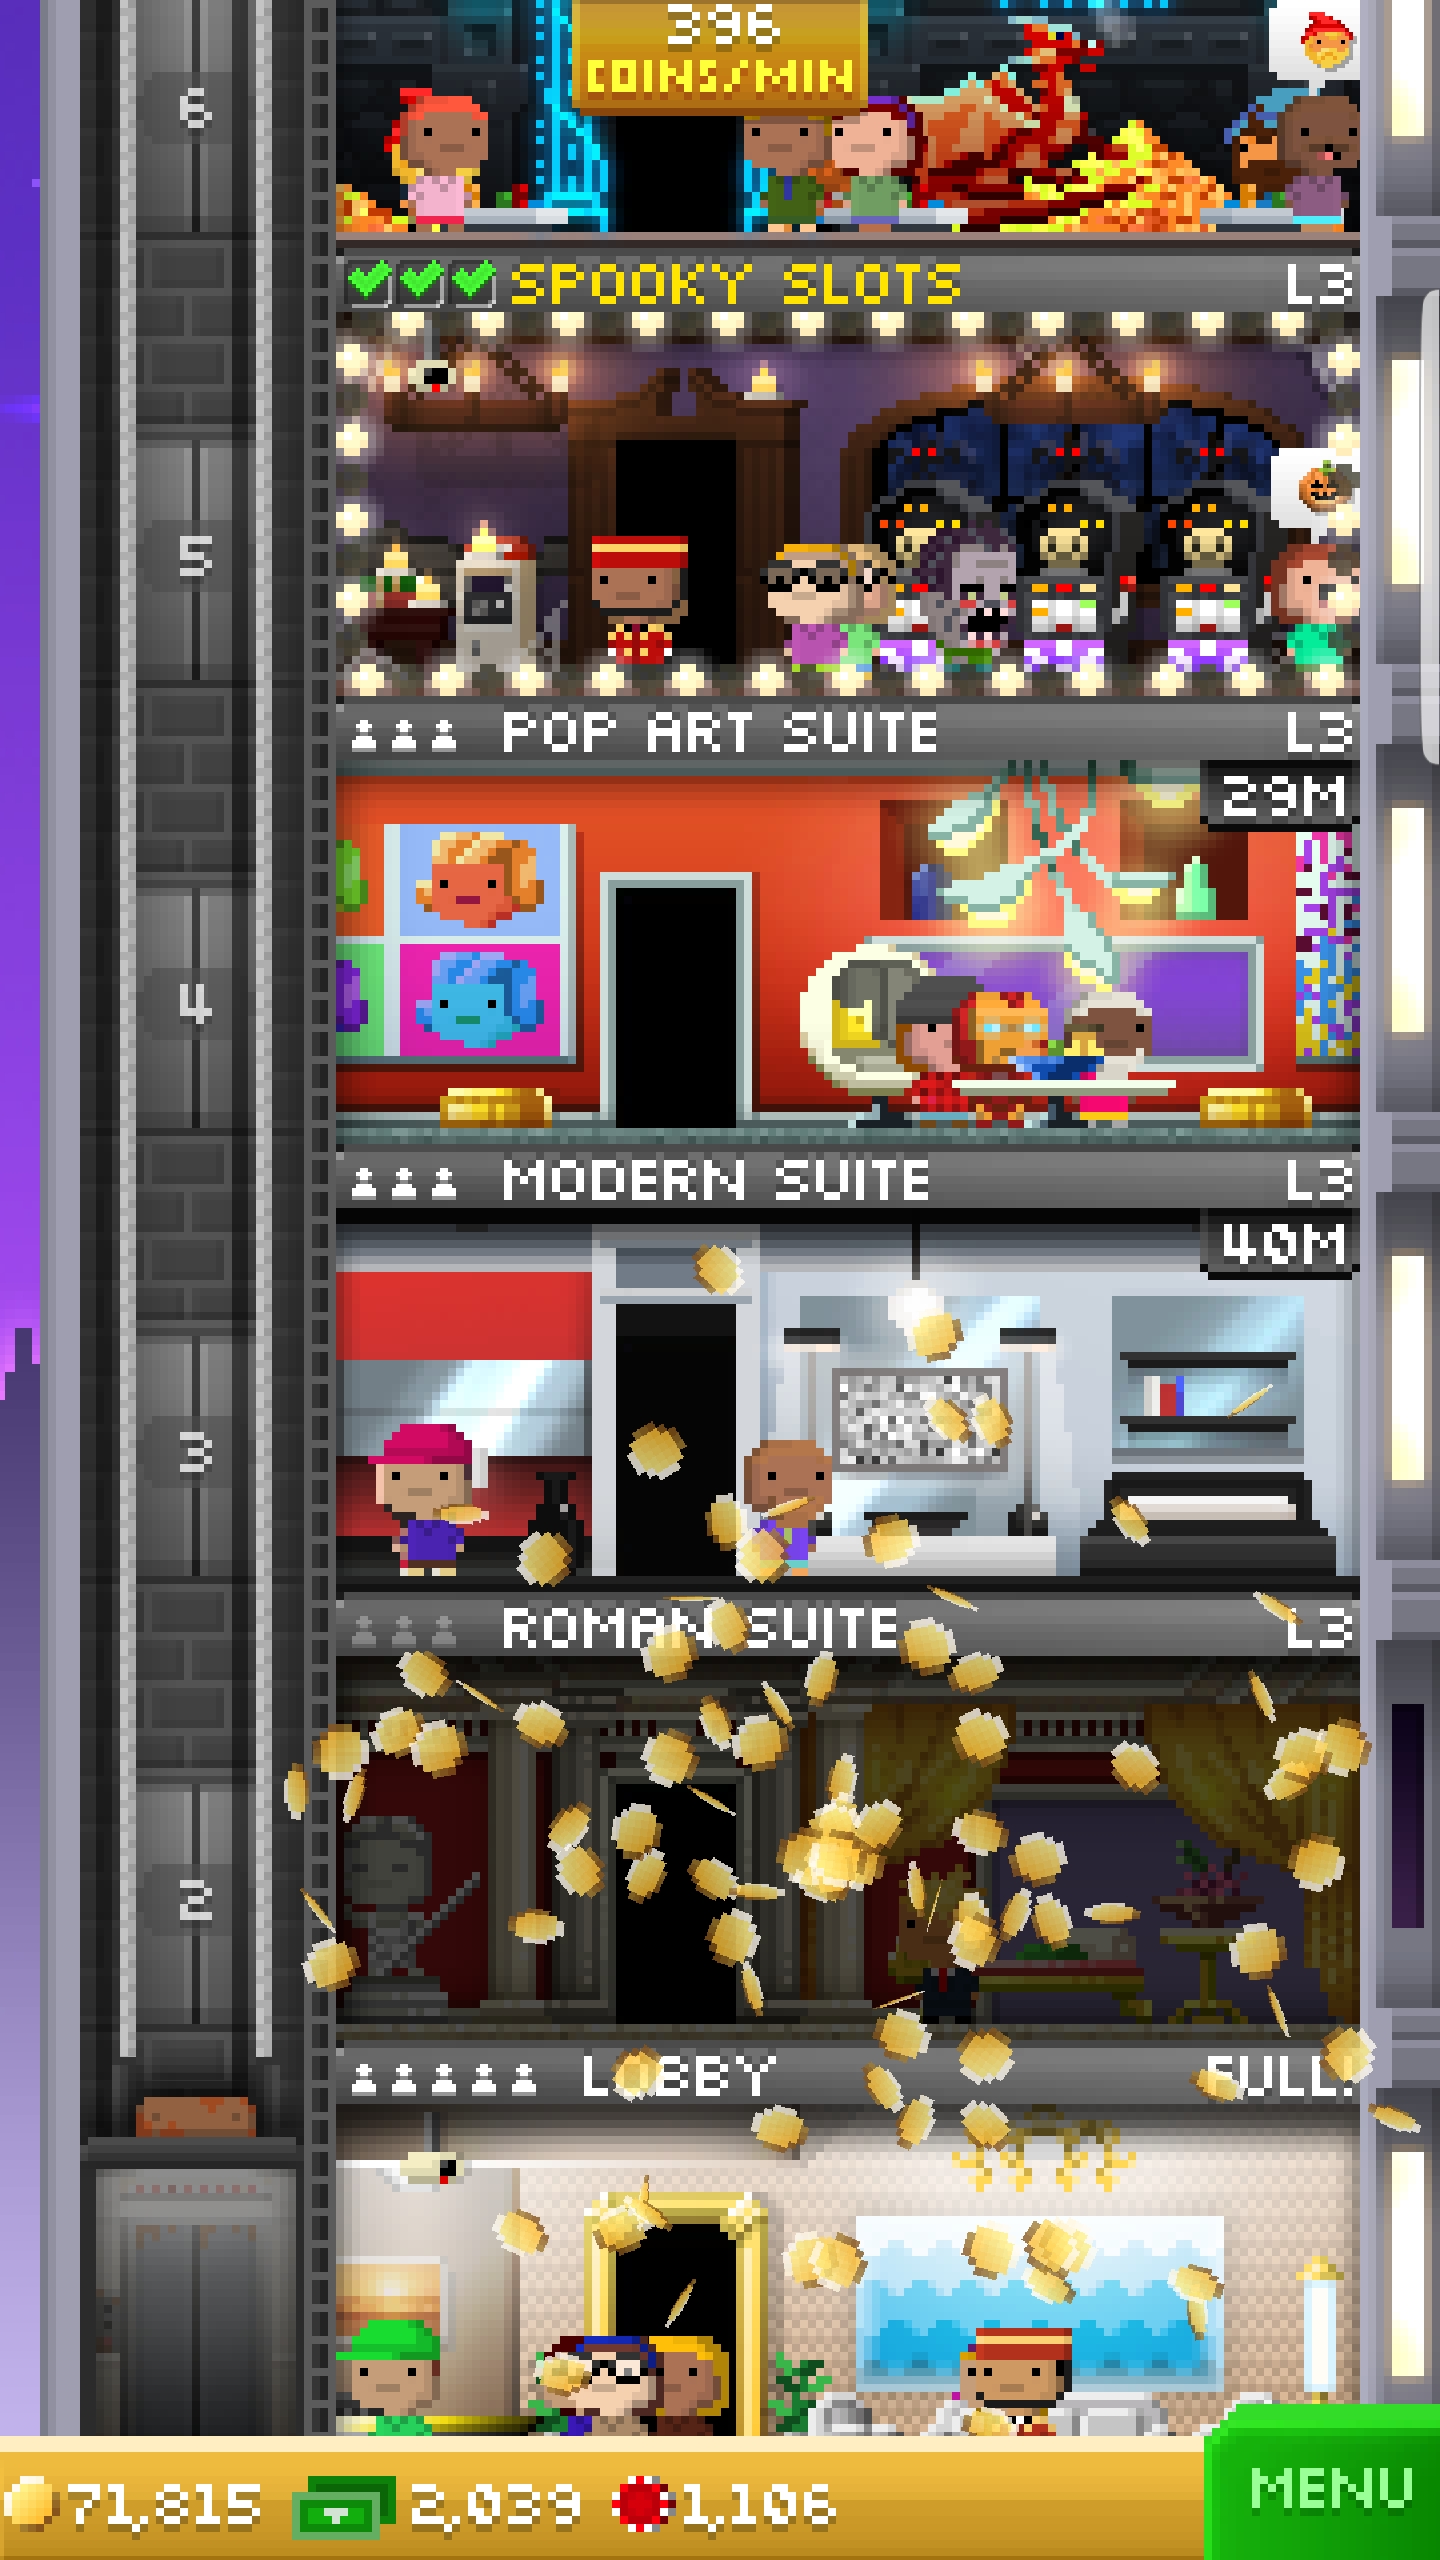 396
COINS/MIN
6
SPOOKY SLOTS L3
5
POP ART SUITE L3
29M
4
MODERN SUITE L3
40M
3
ROMAN SUITE L3
2
LOBBY FULL!
71,815 2,039 1,106 MENU